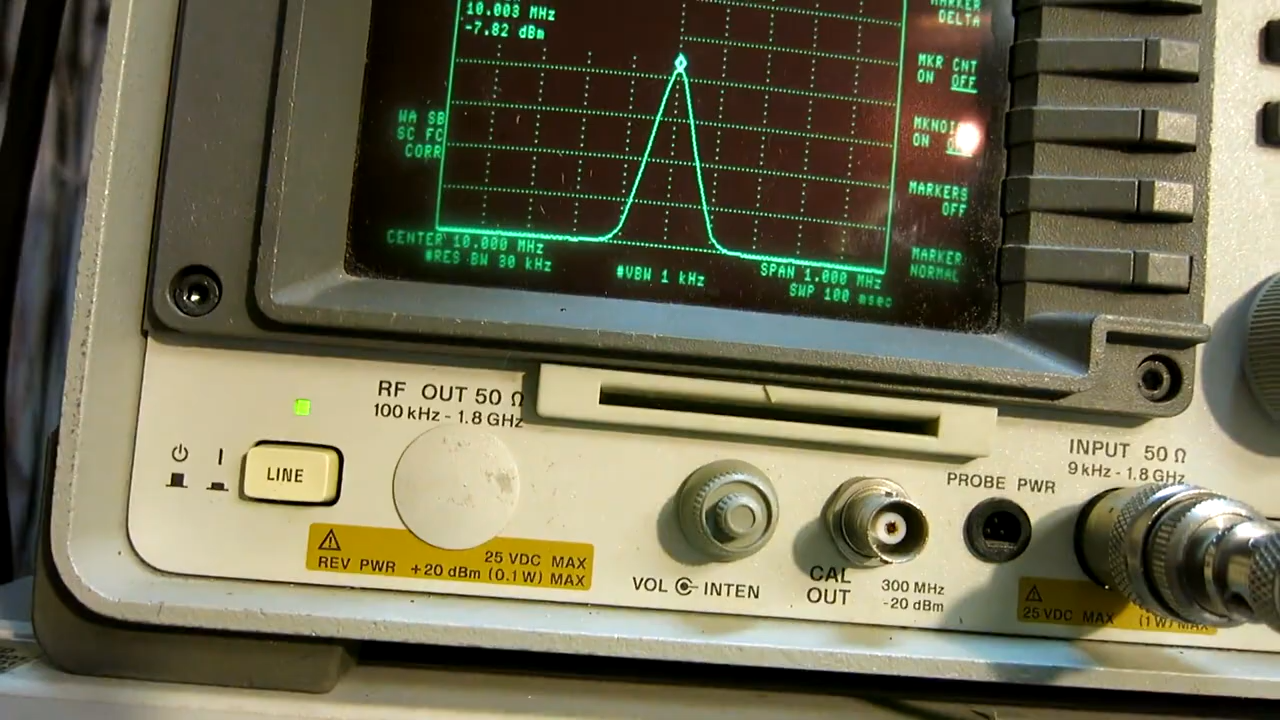 10.003 MHz
-7.82 dBm
MARKER
DELTA
MKR CNT
ON OFF
WA SB
SC FC
CORR
ON
MARKERS
OFF
MARKER
NORMAL
CENTER 10.000 MHz
#RES BW 30 kHz
#VBW 1 kHz
SPAN 1.000 MHz
SWP 100 msec
RF OUT 50 Ω
100 kHz - 1.8 GHz
LINE
25 VDC MAX
REV PWR +20 dBm (0.1 W) MAX
VOL INTEN
CAL
OUT
300 MHz
-20 dBm
PROBE PWR
INPUT 50 Ω
9 kHz - 1.8 GHz
25 VDC MAX
(1 W) MAX